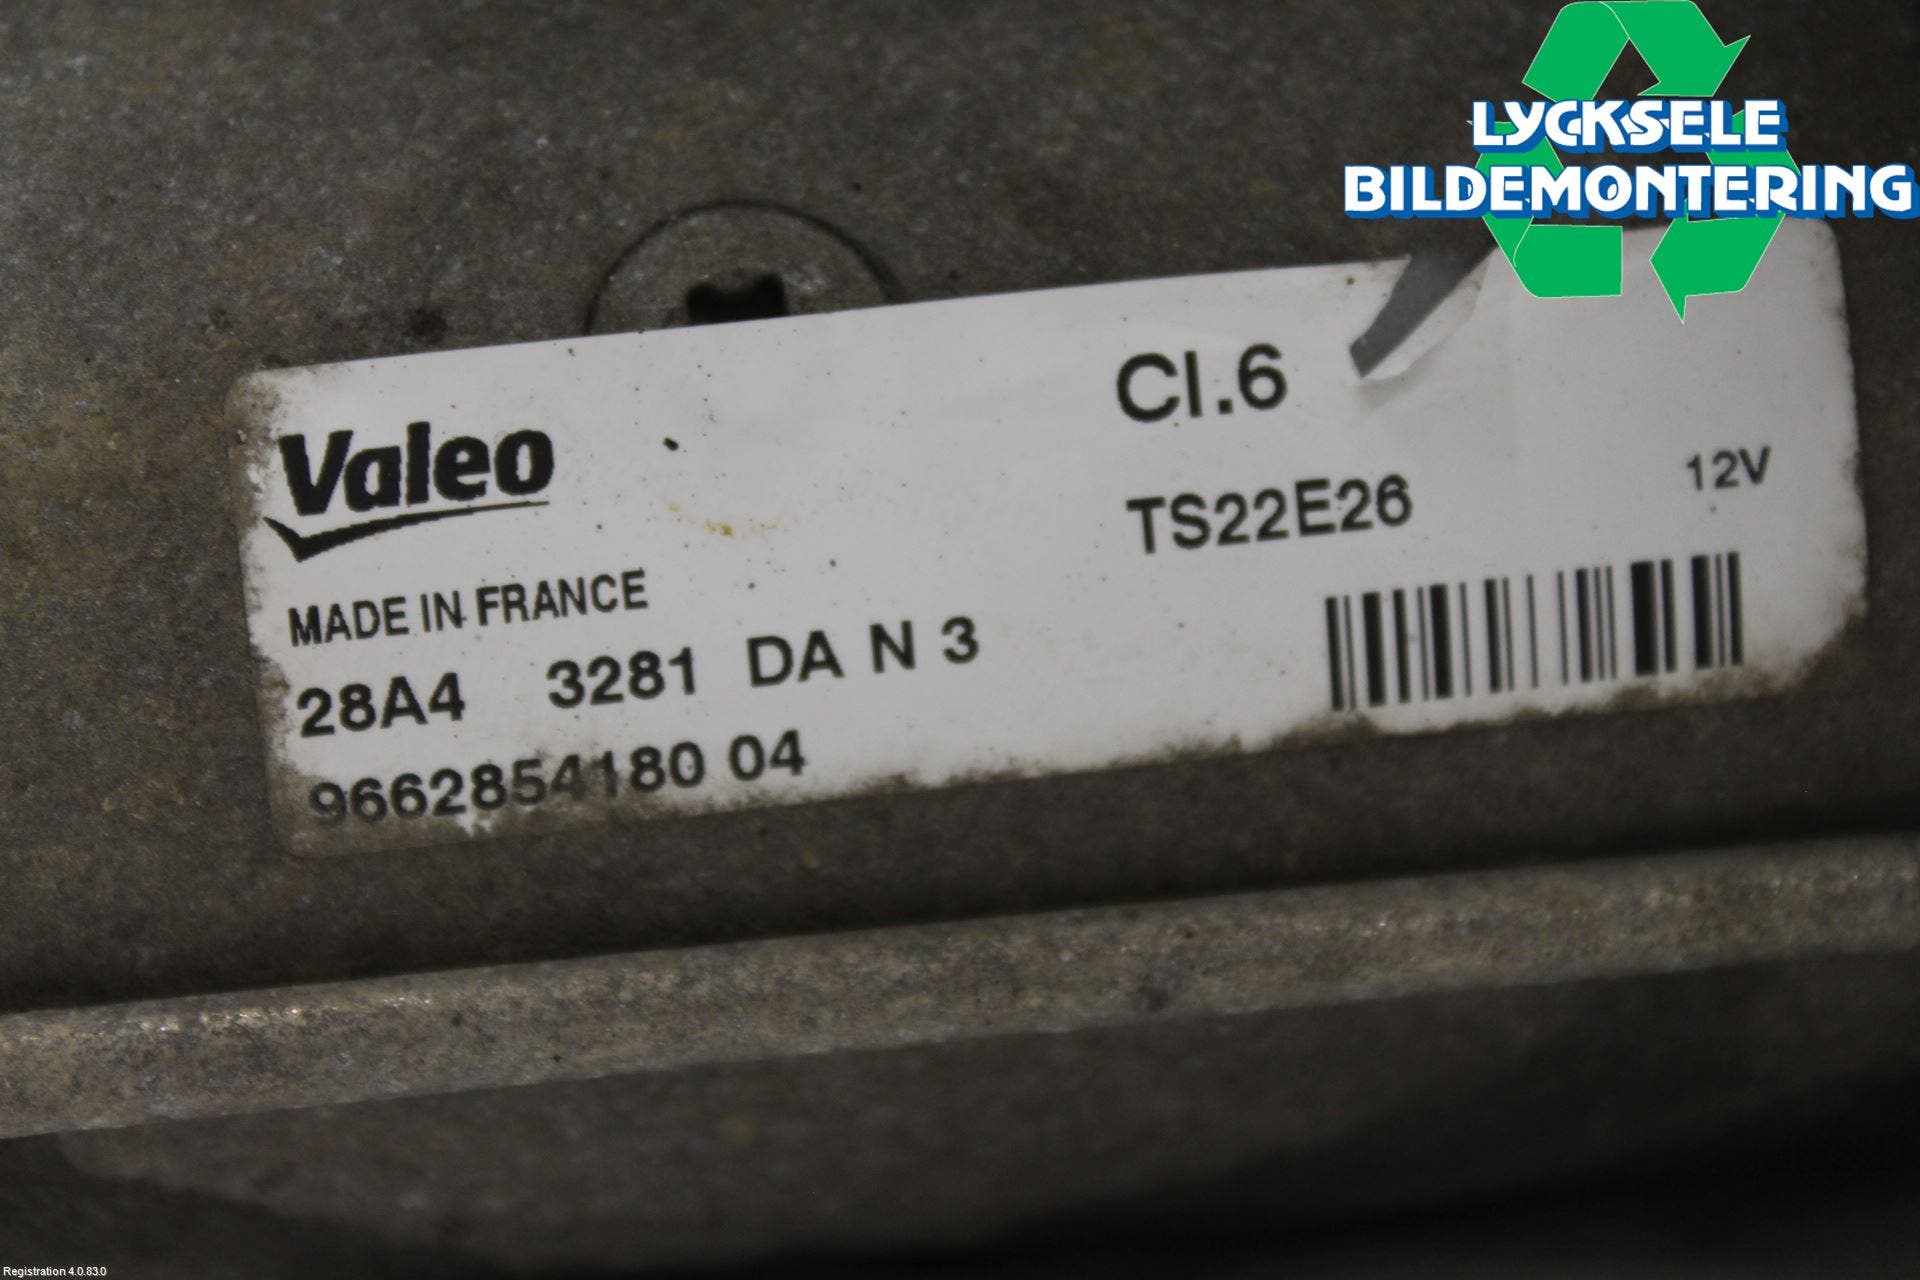 LYCKSELE
BILDEMONTERING
Valeo
Cl.6
TS22E26
12V
MADE IN FRANCE
28A4 3281 DA N 3
9662854180 04
Registration 4.0.83.0